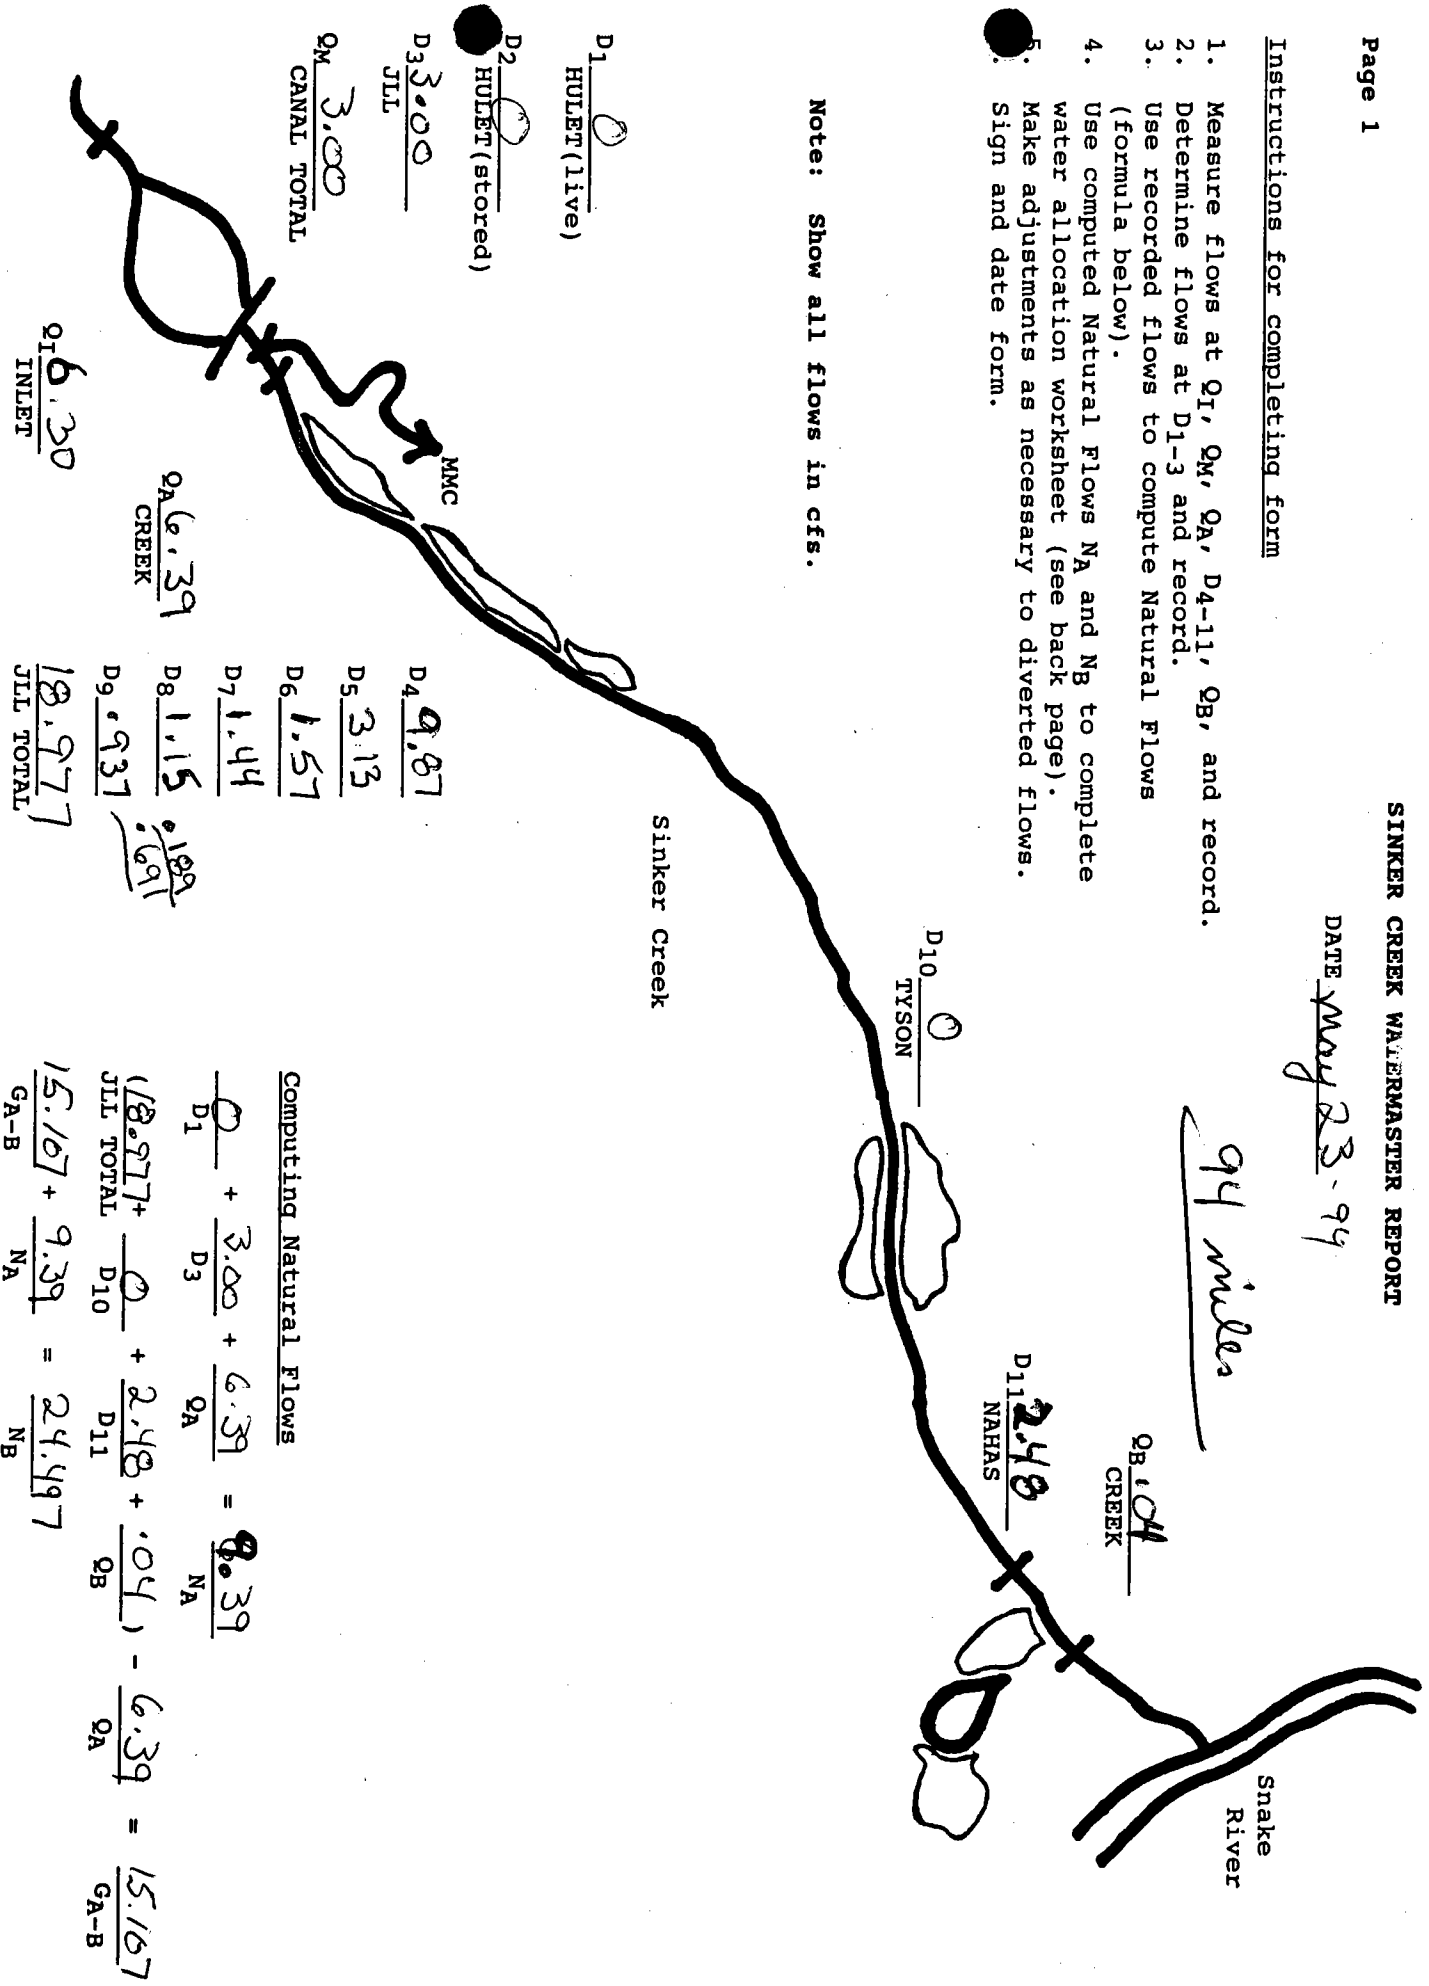 Page 1
SINKER CREEK WATERMASTER REPORT
DATE May 23-94
Instructions for completing form
94 miles
1. Measure flows at QI, QM, QA, D4-11, QB, and record.
2. Determine flows at D1-3 and record.
3. Use recorded flows to compute Natural Flows
(formula below).
4. Use computed Natural Flows NA and NB to complete
water allocation worksheet (see back page).
5. Make adjustments as necessary to diverted flows.
Sign and date form.
Note: Show all flows in cfs.
Snake
River
QB .04
CREEK
D11 2.48
NAHAS
D10 0
TYSON
Sinker Creek
D1 0
HULET(live)
D2 0
HULET(stored)
D3 3.00
JLL
QM 3.00
CANAL TOTAL
MMC
QI 6.30
INLET
QA 6.39
CREEK
D4 9.87
D5 3.13
D6 1.57
D7 1.44
D8 1.15 .189
D9 .937 .691
18.977
JLL TOTAL
Computing Natural Flows
0 + 3.00 + 6.39 = 9.39
D1 D3 QA NA
(18.977+ 0 + 2.48 + .04) - 6.39 = 15.107
JLL TOTAL D10 D11 QB QA GA-B
15.107 + 9.39 = 24.497
GA-B NA NB